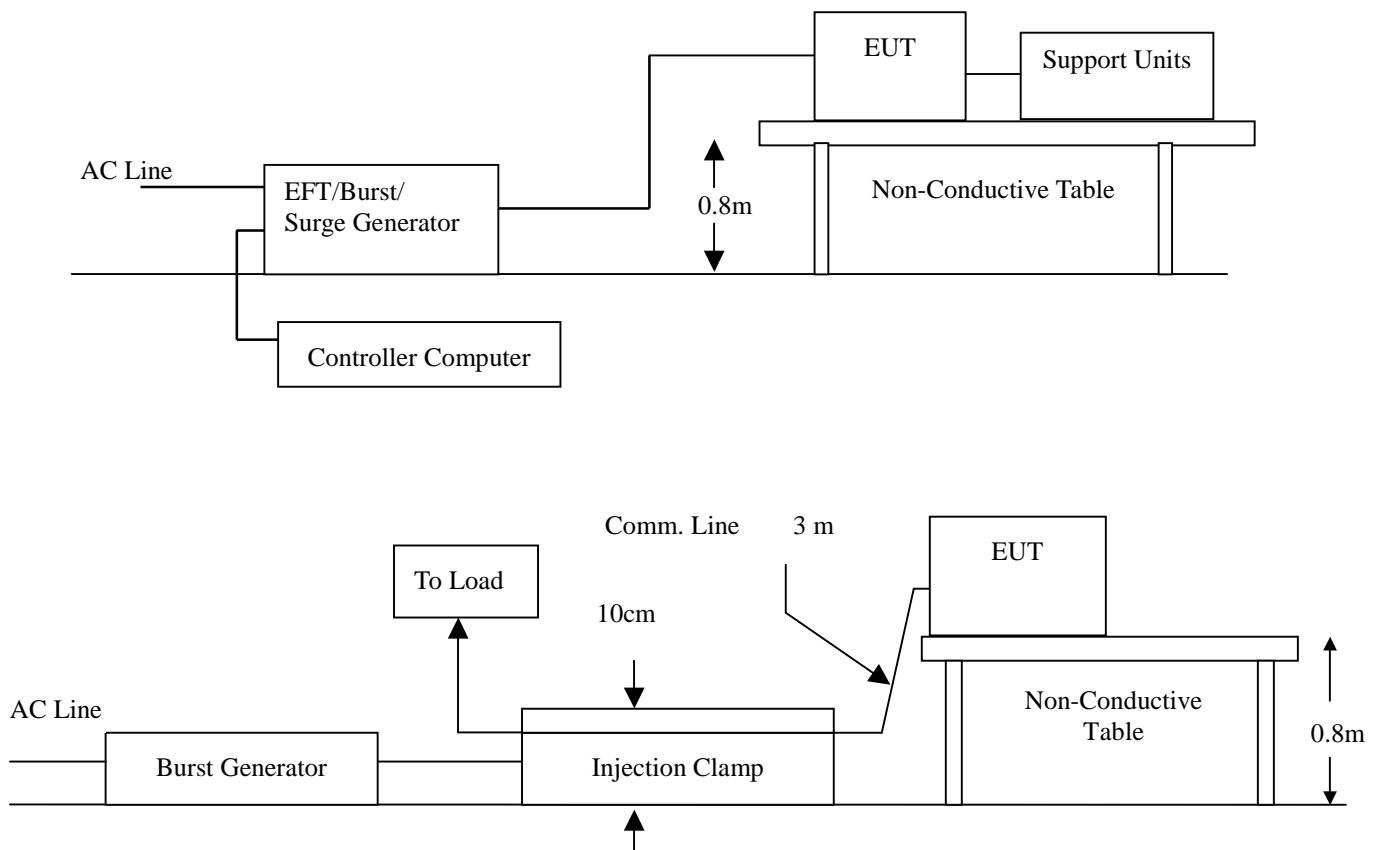 EUT
Support Units
AC Line
EFT/Burst/
Surge Generator
0.8m
Non-Conductive Table
Controller Computer
Comm. Line 3 m
EUT
To Load
10cm
AC Line
Non-Conductive
Table
0.8m
Burst Generator
Injection Clamp